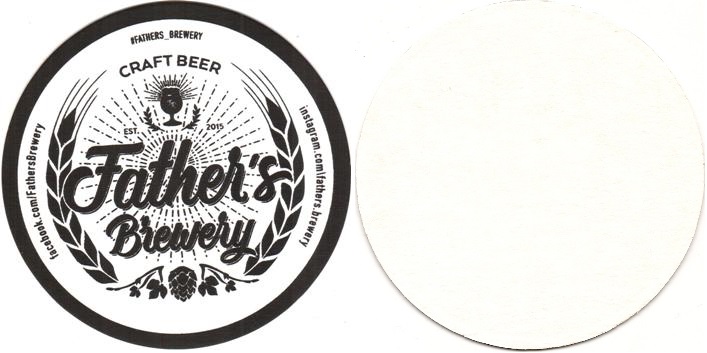 #FATHERS_BREWERY
CRAFT BEER
EST. 2015
Father's
Brewery
facebook.com/FathersBrewery
instagram.com/fathers.brewery